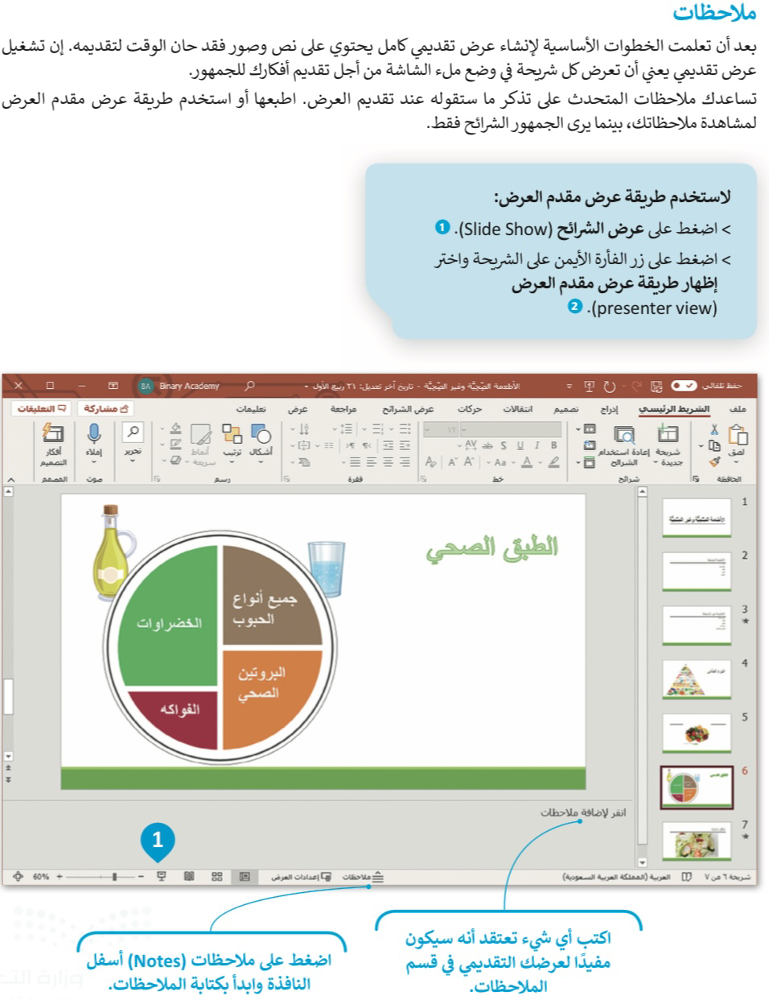 ملاحظات
بعد أن تعلمت الخطوات الأساسية لإنشاء عرض تقديمي كامل يحتوي على نص وصور فقد حان الوقت لتقديمه. إن تشغيل
عرض تقديمي يعني أن تعرض كل شريحة في وضع ملء الشاشة من أجل تقديم أفكارك للجمهور.
تساعدك ملاحظات المتحدث على تذكر ما ستقوله عند تقديم العرض. اطبعها أو استخدم طريقة عرض مقدم العرض
لمشاهدة ملاحظاتك، بينما يرى الجمهور الشرائح فقط.
لاستخدم طريقة عرض مقدم العرض:
> اضغط على عرض الشرائح (Slide Show). 1
> اضغط على زر الفأرة الأيمن على الشريحة واختر
إظهار طريقة عرض مقدم العرض
(presenter view). 2
حفظ تلقائي الأطعمة الصِّحِيَّة وغير الصِّحِيَّة - تاريخ آخر تعديل: ٢١ ربيع الأول Binary Academy BA
ملف الشريط الرئيسي إدراج تصميم انتقالات حركات عرض الشرائح مراجعة عرض تعليمات مشاركة التعليقات
لصق شريحة جديدة إعادة استخدام الشرائح أشكال ترتيب أنماط سريعة تحرير إملاء أفكار التصميم
الحافظة شرائح خط فقرة رسم صوت المصمم
1
2
3
4
5
6
7
الطبق الصحي
جميع أنواع
الحبوب
الخضراوات
البروتين
الصحي
الفواكه
انقر لإضافة ملاحظات
1
شريحة ٦ من ٧ العربية (المملكة العربية السعودية) ملاحظات إعدادات العرض 60%
اكتب أي شيء تعتقد أنه سيكون
مفيدًا لعرضك التقديمي في قسم
الملاحظات.
اضغط على ملاحظات (Notes) أسفل
النافذة وابدأ بكتابة الملاحظات.